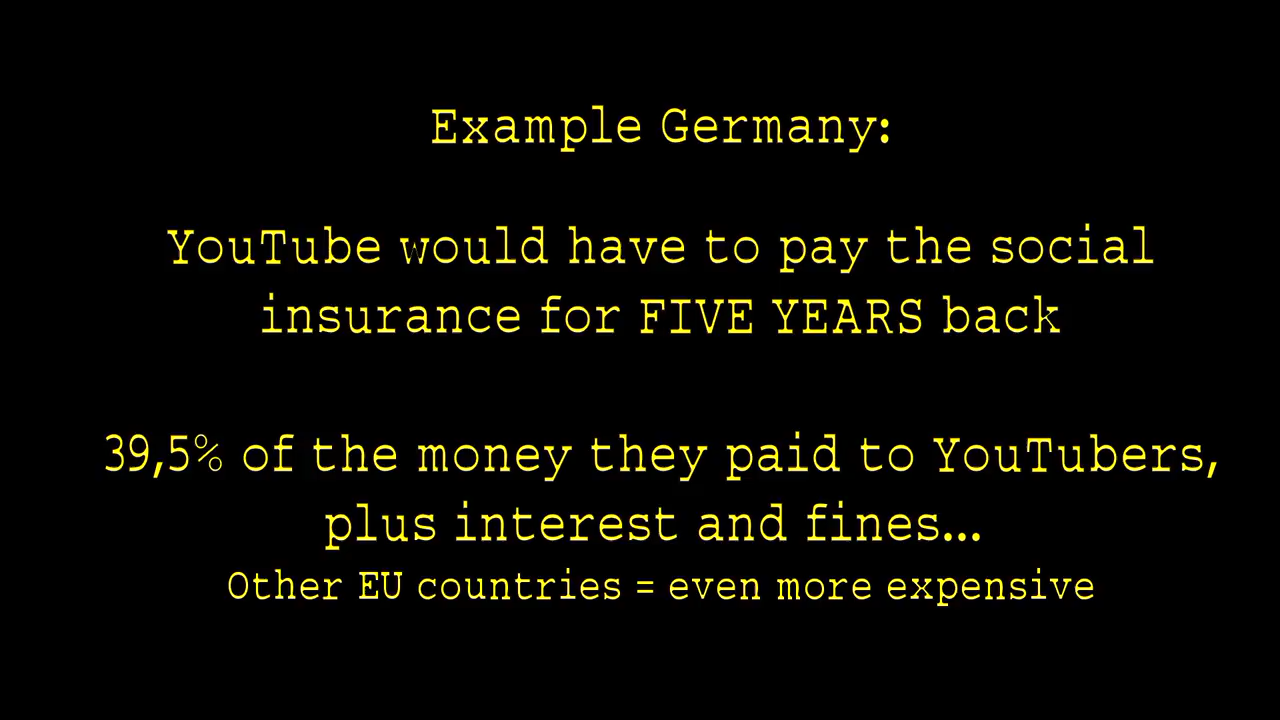 Example Germany:
YouTube would have to pay the social
insurance for FIVE YEARS back
39,5% of the money they paid to YouTubers,
plus interest and fines...
Other EU countries = even more expensive